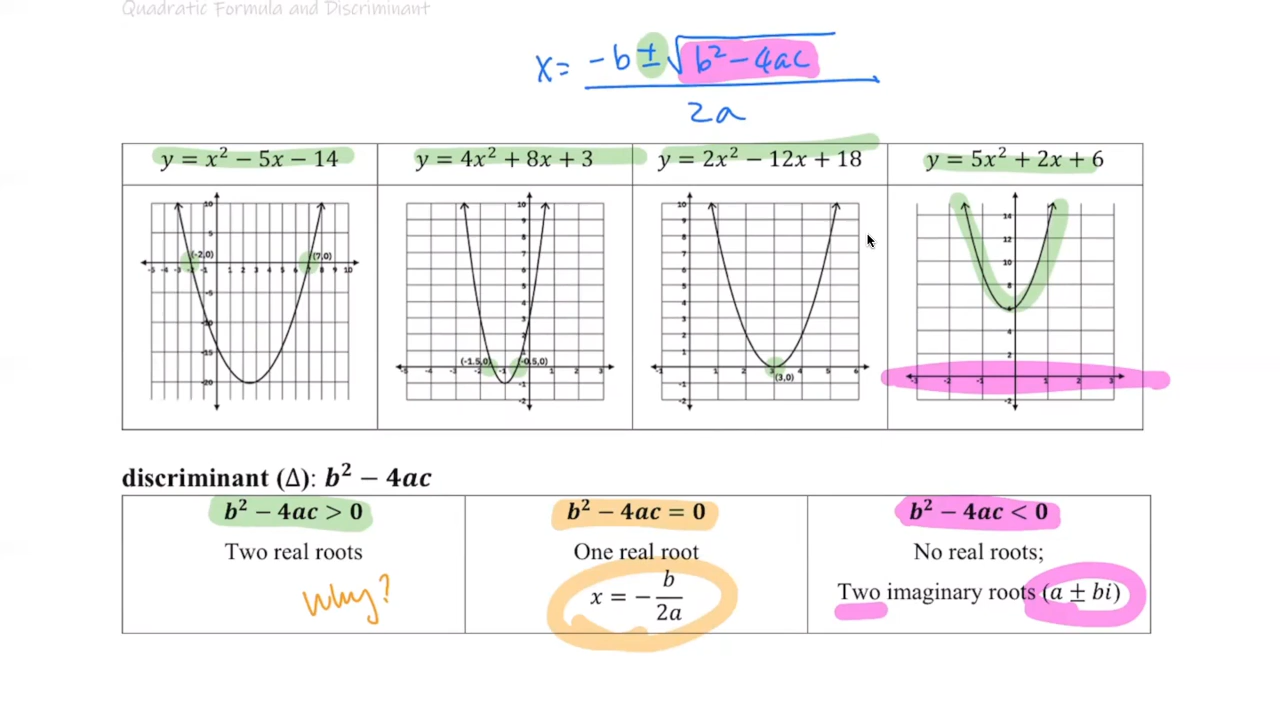 Quadratic Formula and Discriminant
x = (-b ± √(b² - 4ac)) / 2a
y = x² − 5x − 14
y = 4x² + 8x + 3
y = 2x² − 12x + 18
y = 5x² + 2x + 6
(-2,0)
(7,0)
(-1.5,0)
(-0.5,0)
(3,0)
discriminant (Δ): b² − 4ac
b² − 4ac > 0
Two real roots
Why?
b² − 4ac = 0
One real root
x = − b / 2a
b² − 4ac < 0
No real roots;
Two imaginary roots (a ± bi)